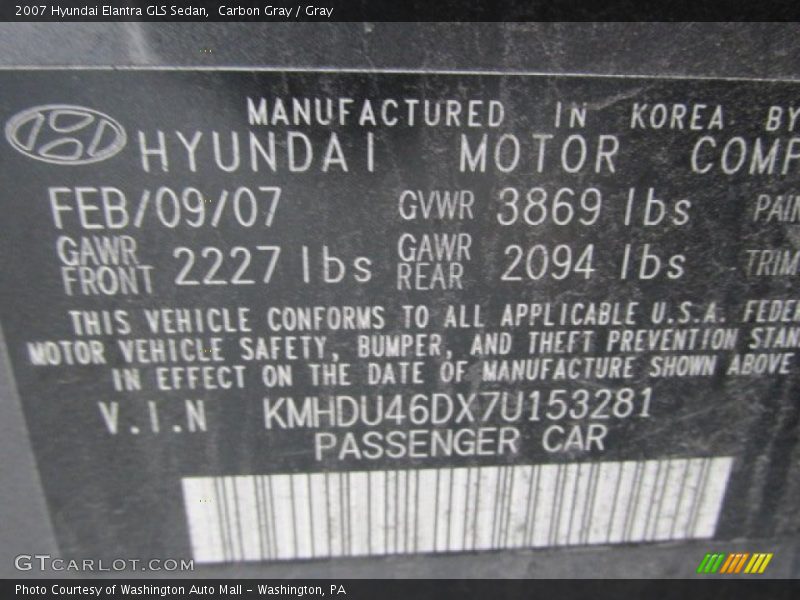 2007 Hyundai Elantra GLS Sedan,  Carbon Gray / Gray
MANUFACTURED IN KOREA BY
HYUNDAI MOTOR COMP
FEB/09/07 GVWR 3869 lbs PAIN
GAWR FRONT 2227 lbs GAWR REAR 2094 lbs TRIM
THIS VEHICLE CONFORMS TO ALL APPLICABLE U.S.A. FEDER
MOTOR VEHICLE SAFETY, BUMPER, AND THEFT PREVENTION STAN
IN EFFECT ON THE DATE OF MANUFACTURE SHOWN ABOVE
V.I.N KMHDU46DX7U153281
PASSENGER CAR
GTCARLOT.COM
Photo Courtesy of Washington Auto Mall - Washington, PA